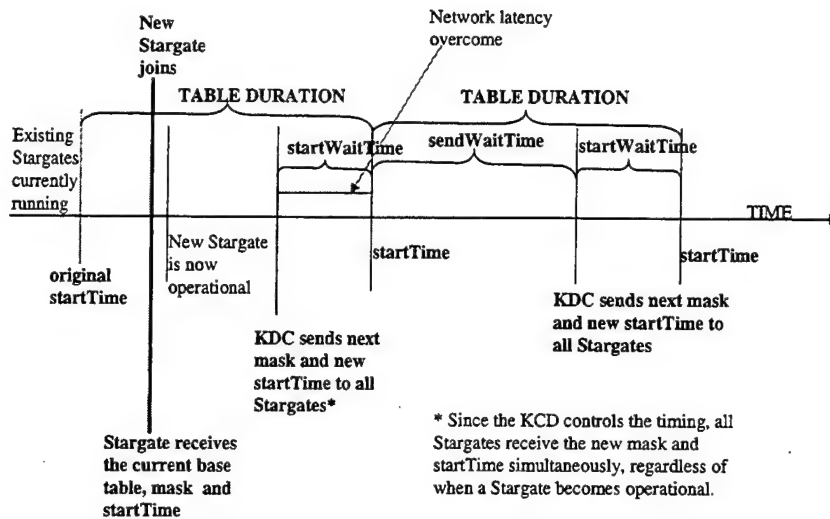 New
Stargate
joins
Network latency
overcome
TABLE DURATION
TABLE DURATION
Existing
Stargates
currently
running
startWaitTime
sendWaitTime
startWaitTime
TIME
original
startTime
New Stargate
is now
operational
startTime
startTime
KDC sends next
mask and new
startTime to all
Stargates*
KDC sends next mask
and new startTime to
all Stargates
Stargate receives
the current base
table, mask and
startTime
* Since the KCD controls the timing, all
Stargates receive the new mask and
startTime simultaneously, regardless of
when a Stargate becomes operational.